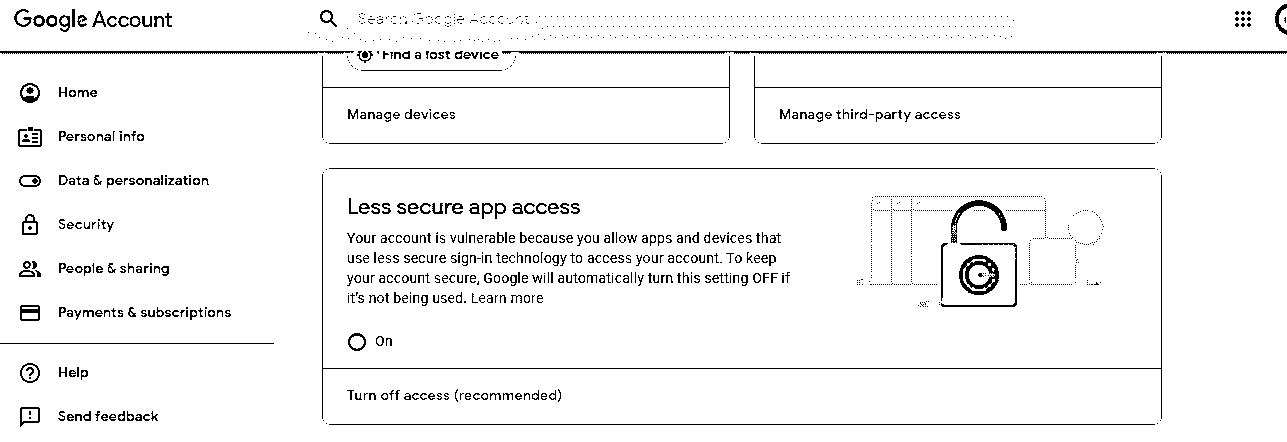 Google Account
Search Google Account
Find a lost device
Home
Personal info
Data & personalization
Security
People & sharing
Payments & subscriptions
Help
Send feedback
Manage devices
Manage third-party access
Less secure app access
Your account is vulnerable because you allow apps and devices that
use less secure sign-in technology to access your account. To keep
your account secure, Google will automatically turn this setting OFF if
it's not being used. Learn more
On
Turn off access (recommended)